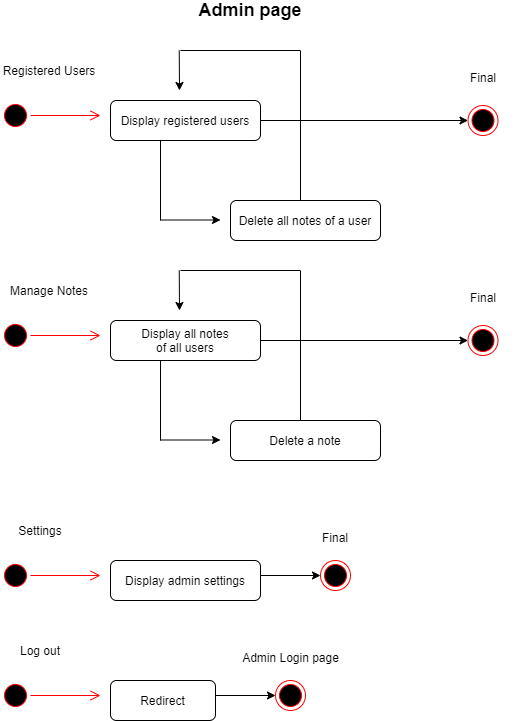 Admin page
Registered Users
Final
Display registered users
Delete all notes of a user
Manage Notes
Final
Display all notes
of all users
Delete a note
Settings
Final
Display admin settings
Log out
Admin Login page
Redirect